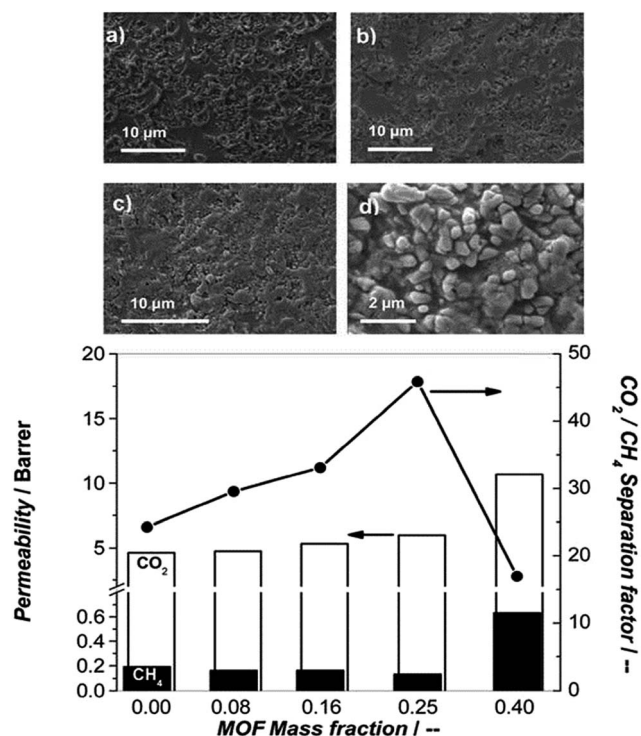 a)
10 µm
b)
10 µm
c)
10 µm
d)
2 µm
Permeability / Barrer
20
15
10
5
0.6
0.4
0.2
0.0
CO2
CH4
50
40
30
20
10
0
CO2 / CH4 Separation factor / --
0.00 0.08 0.16 0.25 0.40
MOF Mass fraction / --